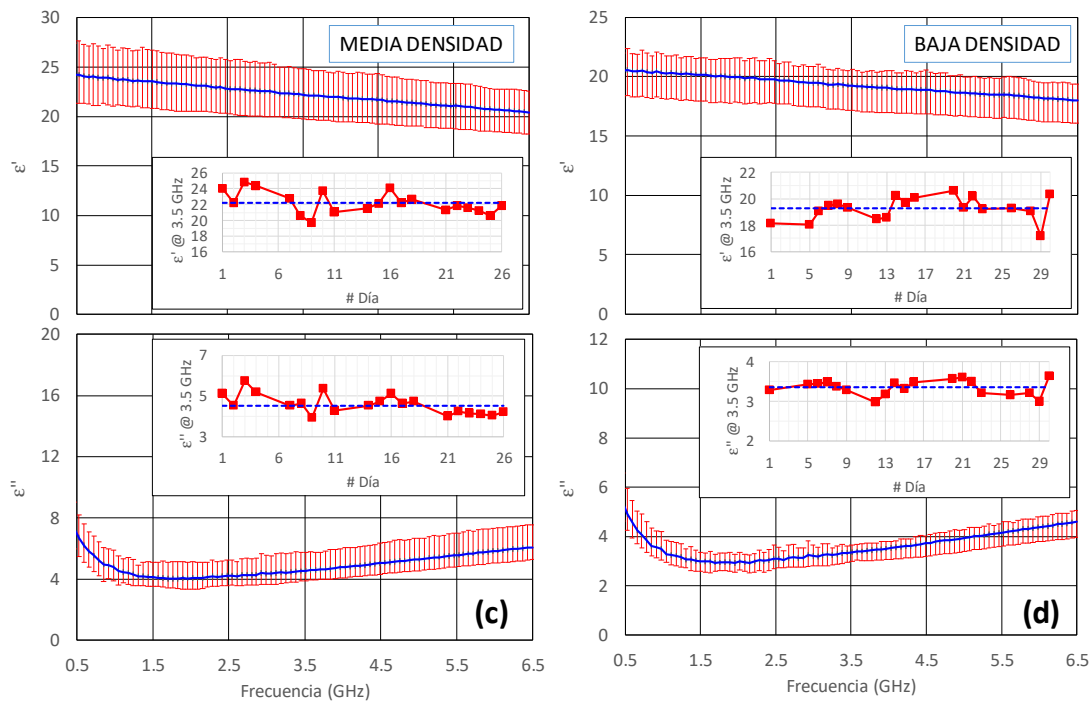 MEDIA DENSIDAD
30
25
20
15
10
5
0
ε'
ε' @ 3.5 GHz
26
24
22
20
18
16
1 6 11 16 21 26
# Día
BAJA DENSIDAD
25
20
15
10
5
0
ε'
ε' @ 3.5 GHz
22
20
18
16
1 5 9 13 17 21 25 29
# Día
20
16
12
8
4
0
ε''
ε'' @ 3.5 GHz
7
5
3
1 6 11 16 21 26
# Día
(c)
0.5 1.5 2.5 3.5 4.5 5.5 6.5
Frecuencia (GHz)
12
10
8
6
4
2
0
ε''
ε'' @ 3.5 GHz
4
3
2
1 5 9 13 17 21 25 29
# Día
(d)
0.5 1.5 2.5 3.5 4.5 5.5 6.5
Frecuencia (GHz)